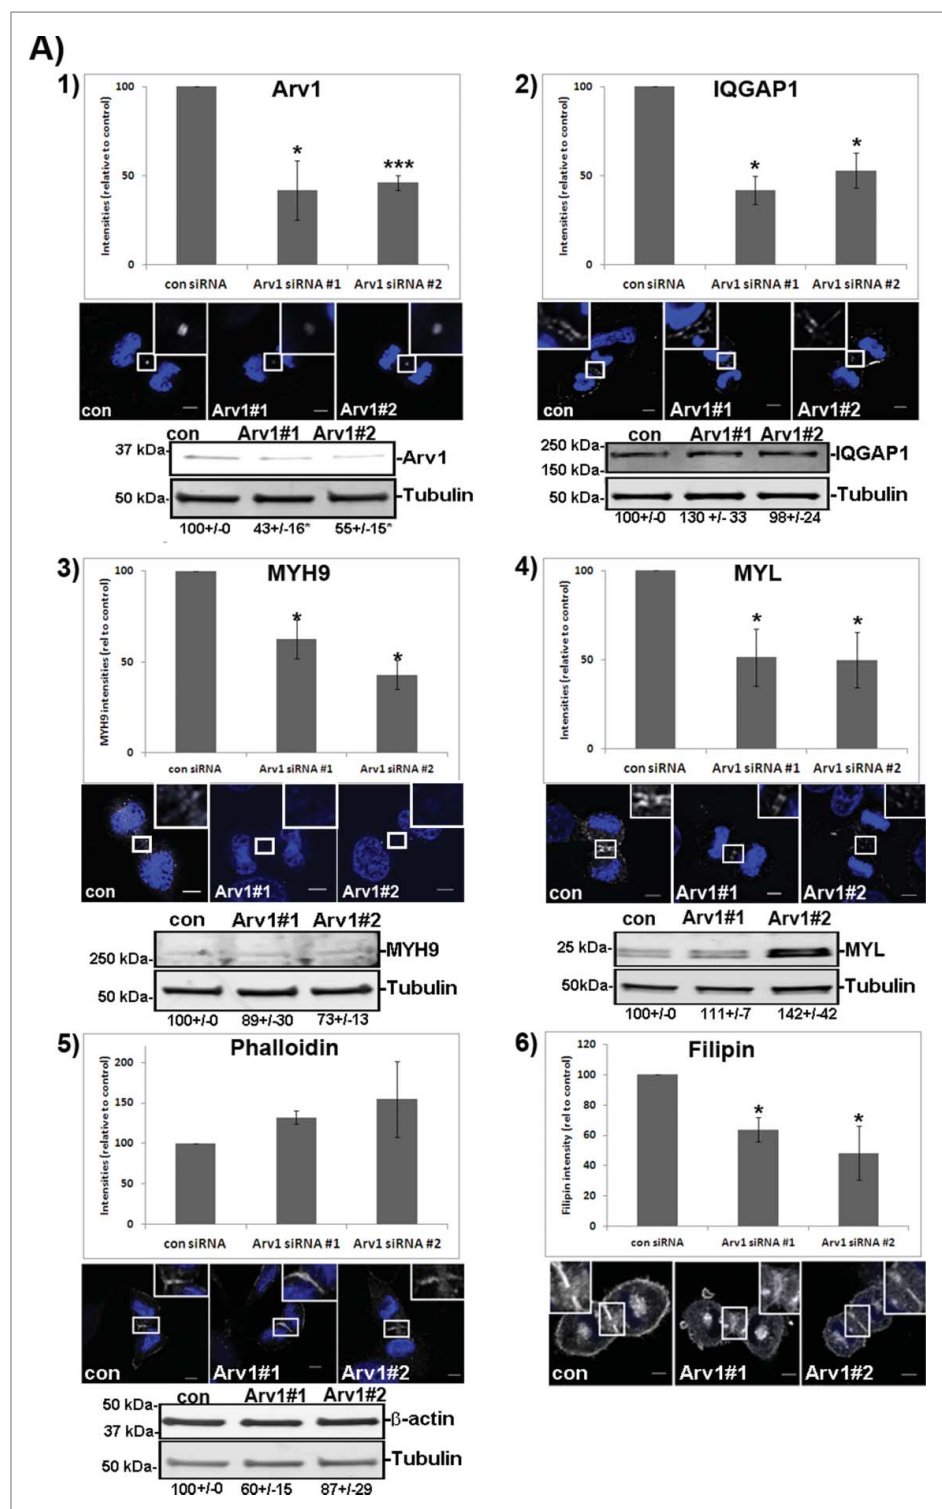 A)
1)
Arv1
Intensities (relative to control)
100
50
0
con siRNA Arv1 siRNA #1 Arv1 siRNA #2
*
***
con Arv1#1 Arv1#2
con Arv1#1 Arv1#2
37 kDa-
-Arv1
50 kDa-
-Tubulin
100+/-0 43+/-16* 55+/-15*
2)
IQGAP1
Intensities (relative to control)
100
50
0
con siRNA Arv1 siRNA #1 Arv1 siRNA #2
*
*
con Arv1#1 Arv1#2
con Arv1#1 Arv1#2
250 kDa-
150 kDa-
-IQGAP1
50 kDa-
-Tubulin
100+/-0 130 +/- 33 98+/-24
3)
MYH9
MYH9 intensities (rel to control)
100
50
0
con siRNA Arv1 siRNA #1 Arv1 siRNA #2
*
*
con Arv1#1 Arv1#2
con Arv1#1 Arv1#2
250 kDa-
-MYH9
50 kDa-
-Tubulin
100+/-0 89+/-30 73+/-13
4)
MYL
Intensities (relative to control)
100
50
0
con siRNA Arv1 siRNA #1 Arv1 siRNA #2
*
*
con Arv1#1 Arv1#2
con Arv1#1 Arv1#2
25 kDa-
-MYL
50kDa-
-Tubulin
100+/-0 111+/-7 142+/-42
5)
Phalloidin
Intensities (relative to control)
200
150
100
50
0
con siRNA Arv1 siRNA #1 Arv1 siRNA #2
con Arv1#1 Arv1#2
con Arv1#1 Arv1#2
50 kDa-
37 kDa-
-β-actin
50 kDa-
-Tubulin
100+/-0 60+/-15 87+/-29
6)
Filipin
Filipin intensity (rel to control)
120
100
80
60
40
20
0
con siRNA Arv1 siRNA #1 Arv1 siRNA #2
*
*
con Arv1#1 Arv1#2